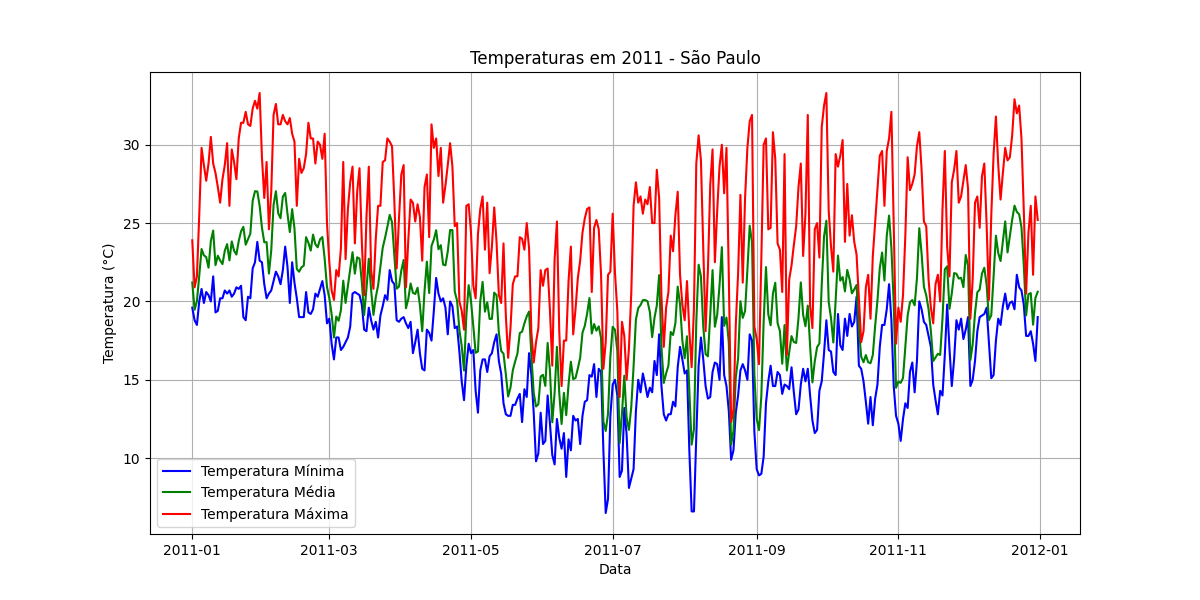 Temperaturas em 2011 - São Paulo
Temperatura (°C)
30
25
20
15
10
Temperatura Mínima
Temperatura Média
Temperatura Máxima
2011-01 2011-03 2011-05 2011-07 2011-09 2011-11 2012-01
Data